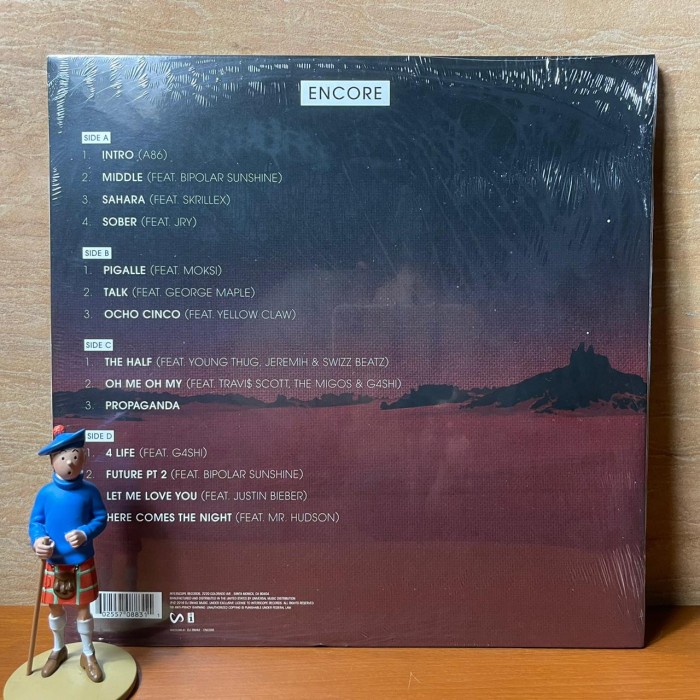 ENCORE
SIDE A
1. INTRO (A86)
2. MIDDLE (FEAT. BIPOLAR SUNSHINE)
3. SAHARA (FEAT. SKRILLEX)
4. SOBER (FEAT. JRY)
SIDE B
1. PIGALLE (FEAT. MOKSI)
2. TALK (FEAT. GEORGE MAPLE)
3. OCHO CINCO (FEAT. YELLOW CLAW)
SIDE C
1. THE HALF (FEAT. YOUNG THUG, JEREMIH & SWIZZ BEATZ)
2. OH ME OH MY (FEAT. TRAVI$ SCOTT, THE MIGOS & G4SHI)
3. PROPAGANDA
SIDE D
1. 4 LIFE (FEAT. G4SHI)
2. FUTURE PT 2 (FEAT. BIPOLAR SUNSHINE)
LET ME LOVE YOU (FEAT. JUSTIN BIEBER)
HERE COMES THE NIGHT (FEAT. MR. HUDSON)